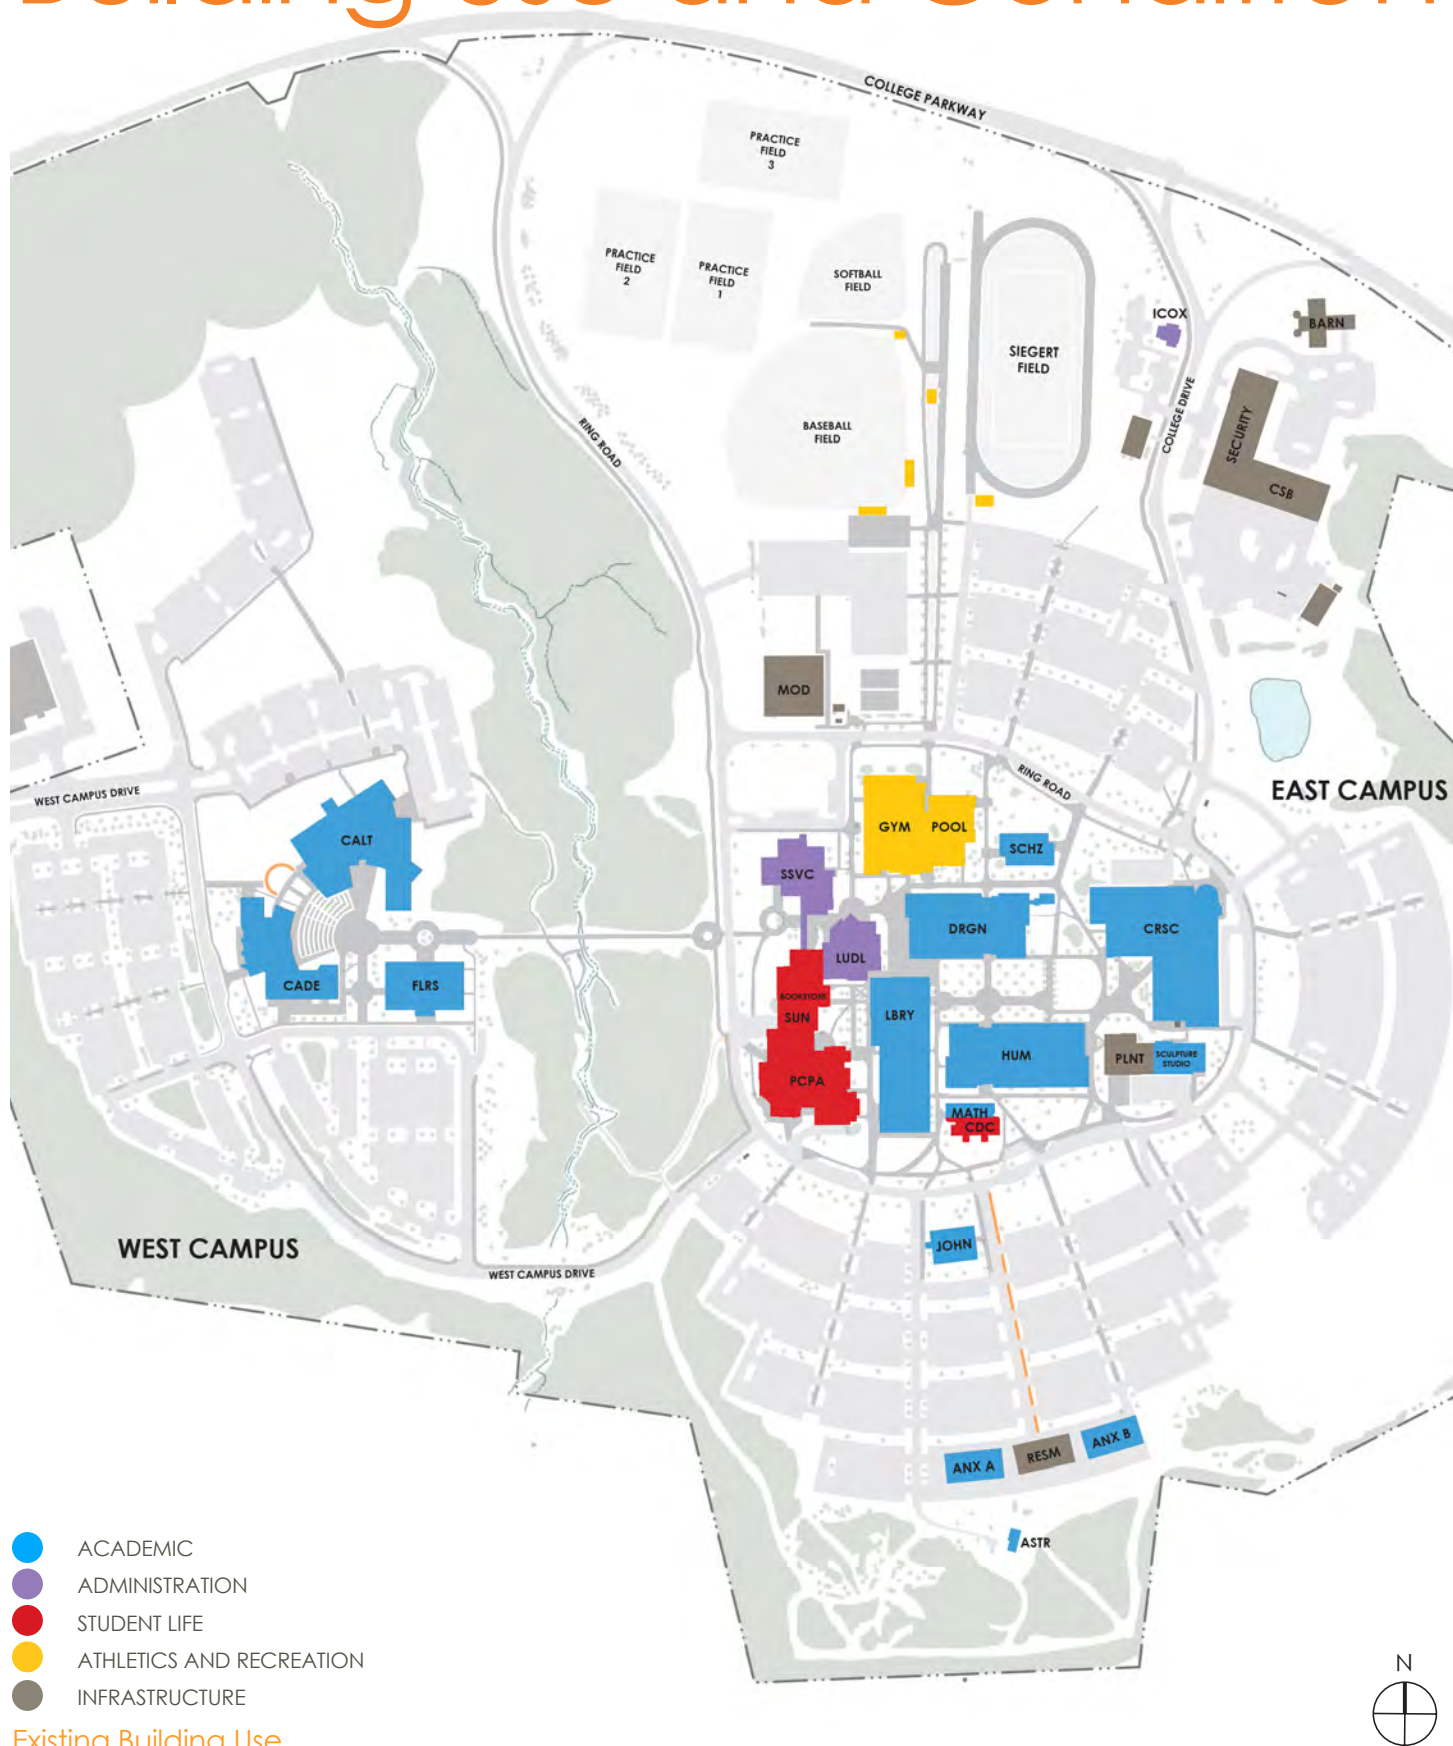 COLLEGE PARKWAY
PRACTICE
FIELD
3
PRACTICE
FIELD
2
PRACTICE
FIELD
1
SOFTBALL
FIELD
SIEGERT
FIELD
ICOX
BARN
COLLEGE DRIVE
BASEBALL
FIELD
RING ROAD
SECURITY
CSB
MOD
RING ROAD
EAST CAMPUS
WEST CAMPUS DRIVE
CALT
GYM
POOL
SCHZ
SSVC
DRGN
CRSC
LUDL
CADE
FLRS
BOOKSTORE
SUN
LBRY
HUM
PLNT
SCULPTURE
STUDIO
PCPA
MATH
CDC
WEST CAMPUS
JOHN
WEST CAMPUS DRIVE
ANX A
RESM
ANX B
ASTR
ACADEMIC
ADMINISTRATION
STUDENT LIFE
ATHLETICS AND RECREATION
INFRASTRUCTURE
N
Existing Building Use